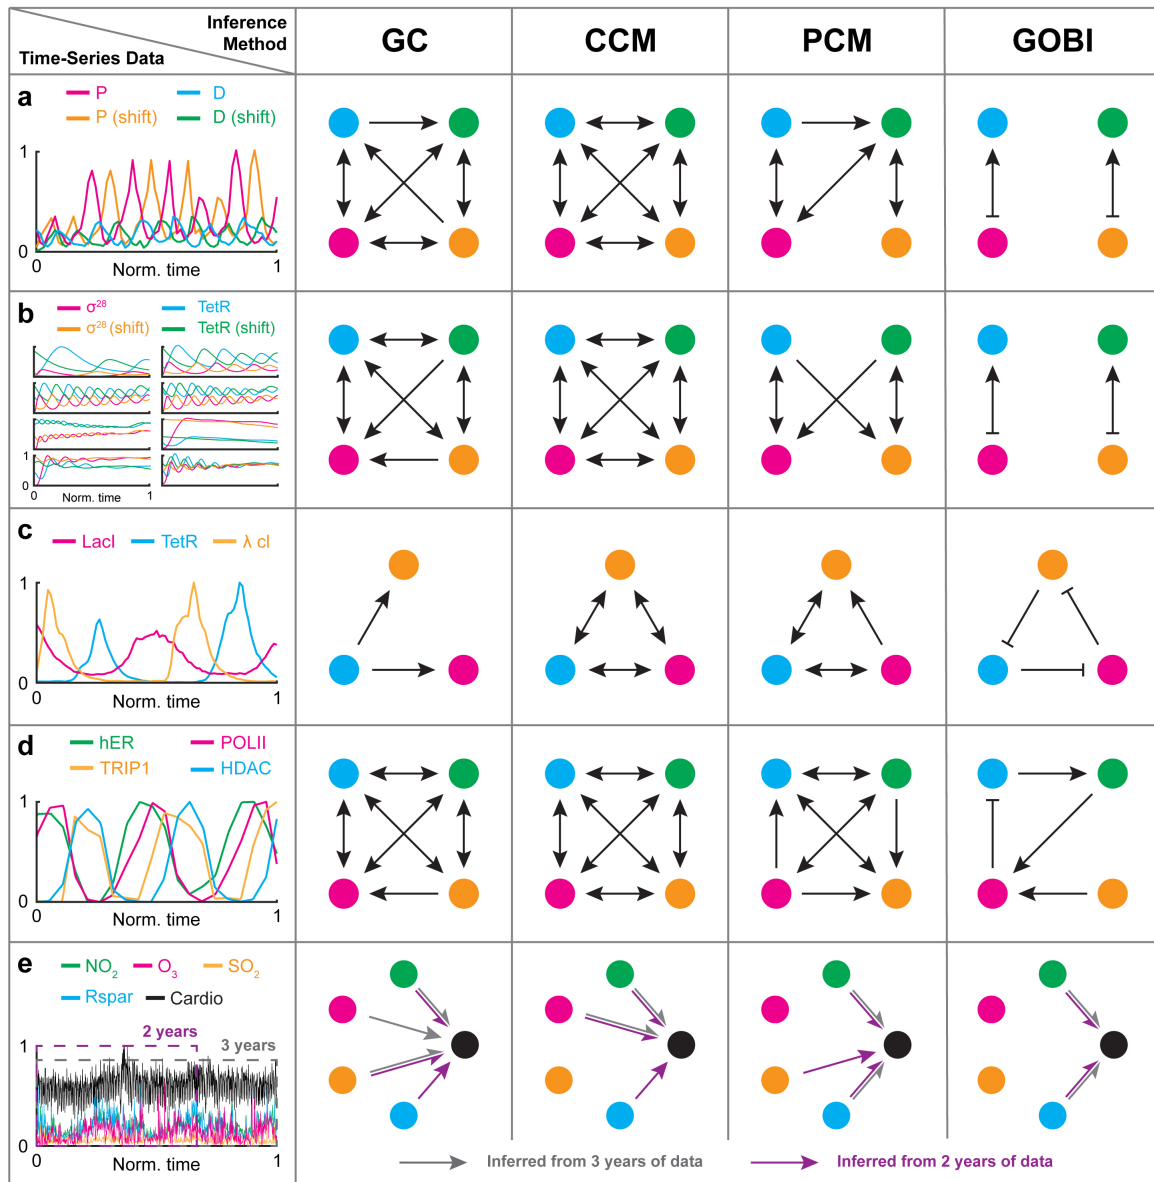 Inference
Method
Time-Series Data
GC
CCM
PCM
GOBI
a
P
D
P (shift)
D (shift)
1
0
0
Norm. time
1
b
σ²⁸
TetR
σ²⁸ (shift)
TetR (shift)
1
0
0
Norm. time
1
c
LacI
TetR
λ cI
1
0
0
Norm. time
1
d
hER
POLII
TRIP1
HDAC
1
0
0
Norm. time
1
e
NO₂
O₃
SO₂
Rspar
Cardio
2 years
3 years
1
0
0
Norm. time
1
Inferred from 3 years of data
Inferred from 2 years of data